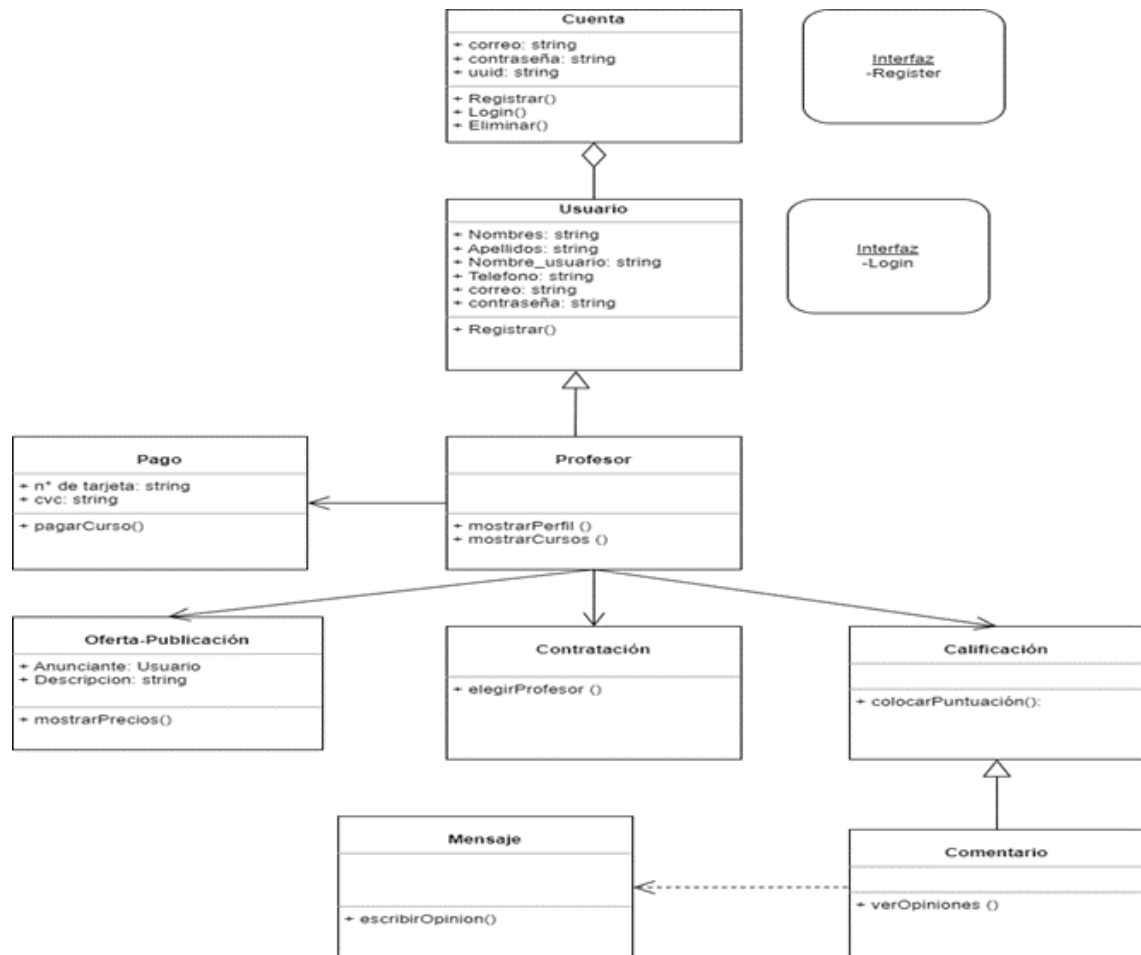 Cuenta
+ correo: string
+ contraseña: string
+ uuid: string
+ Registrar()
+ Login()
+ Eliminar()
Interfaz
-Register
Usuario
+ Nombres: string
+ Apellidos: string
+ Nombre_usuario: string
+ Telefono: string
+ correo: string
+ contraseña: string
+ Registrar()
Interfaz
-Login
Pago
+ n° de tarjeta: string
+ cvc: string
+ pagarCurso()
Profesor
+ mostrarPerfil ()
+ mostrarCursos ()
Oferta-Publicación
+ Anunciante: Usuario
+ Descripcion: string
+ mostrarPrecios()
Contratación
+ elegirProfesor ()
Calificación
+ colocarPuntuación():
Mensaje
+ escribirOpinion()
Comentario
+ verOpiniones ()